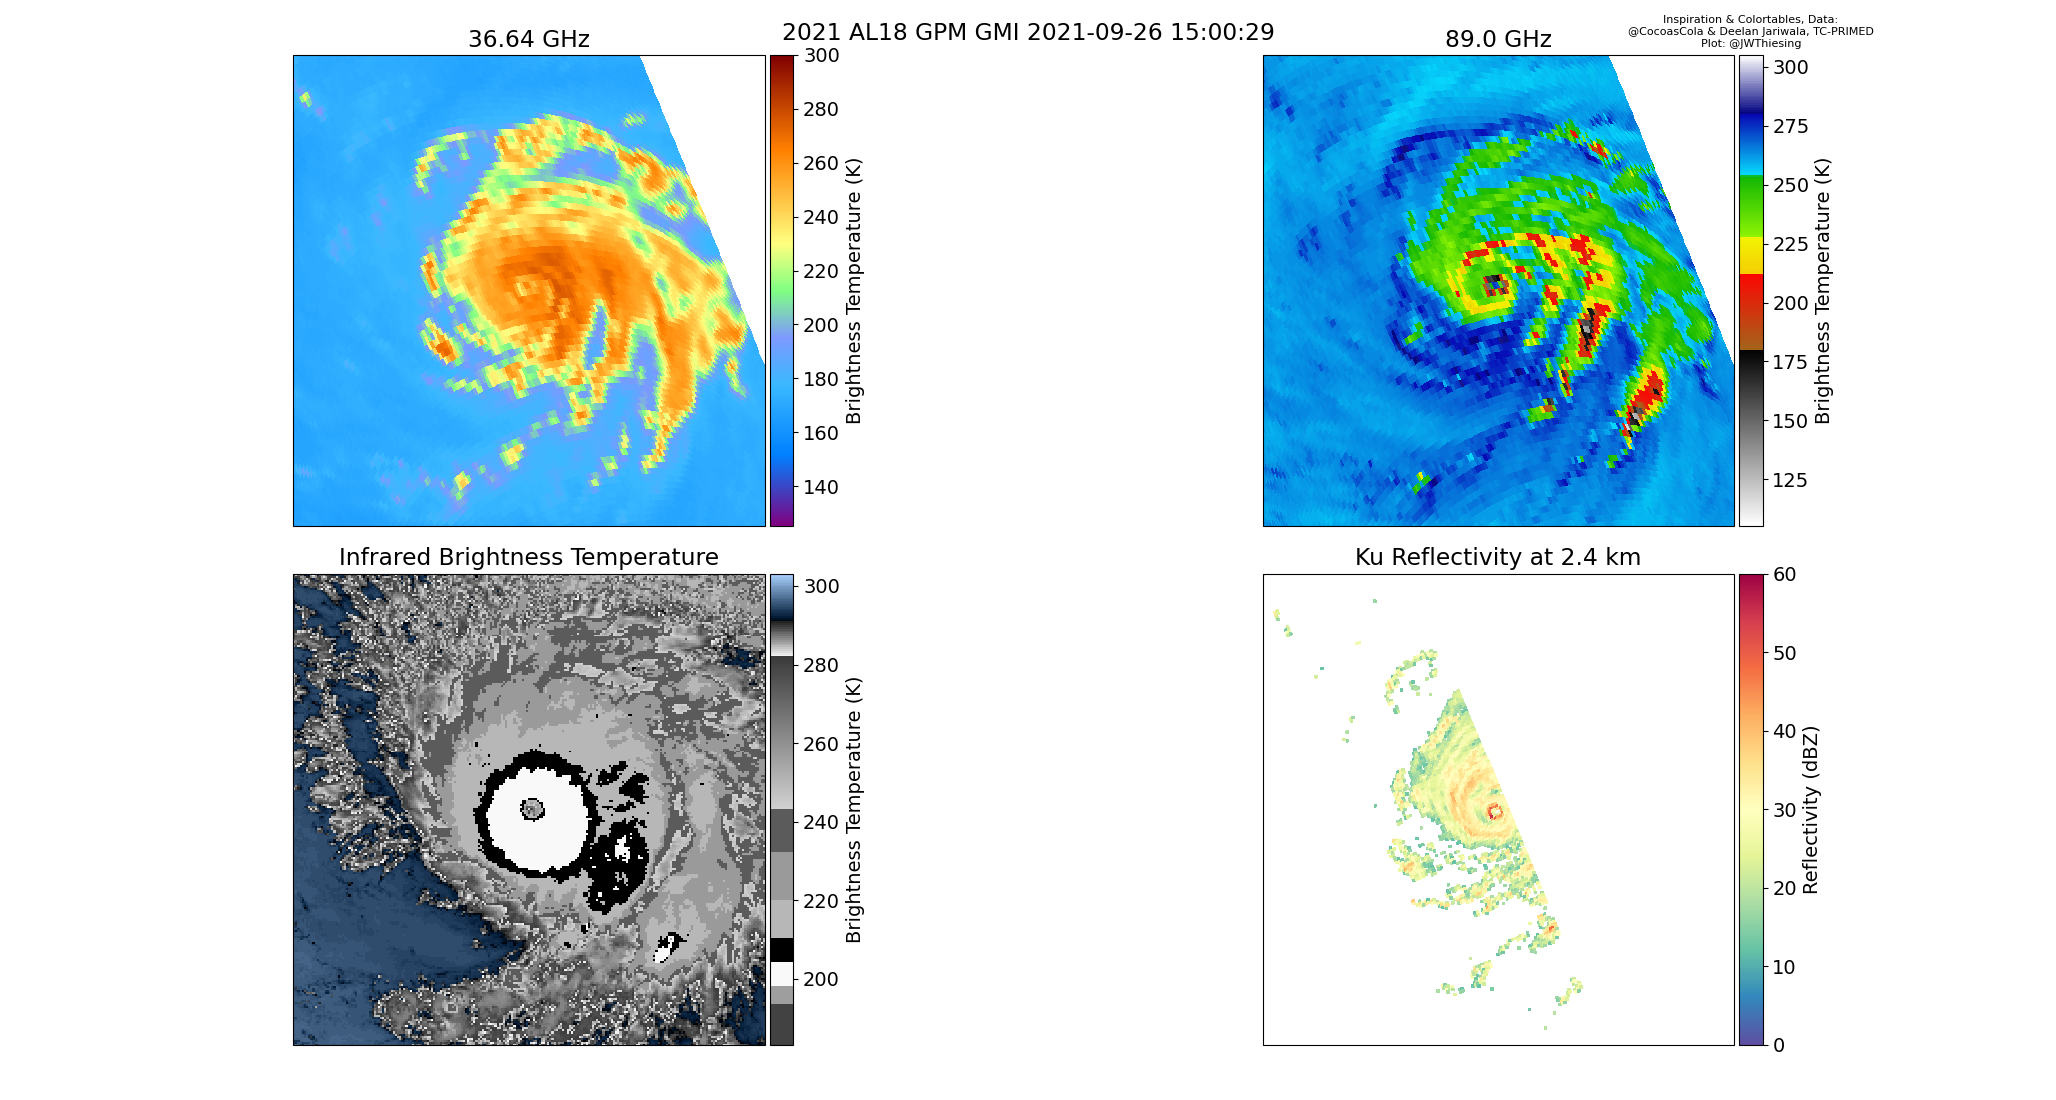 2021 AL18 GPM GMI 2021-09-26 15:00:29
Inspiration & Colortables, Data:
@CocoasCola & Deelan Jariwala, TC-PRIMED
Plot: @JWThiesing
36.64 GHz
300
280
260
240
220
200
180
160
140
Brightness Temperature (K)
89.0 GHz
300
275
250
225
200
175
150
125
Brightness Temperature (K)
Infrared Brightness Temperature
300
280
260
240
220
200
Brightness Temperature (K)
Ku Reflectivity at 2.4 km
60
50
40
30
20
10
0
Reflectivity (dBZ)